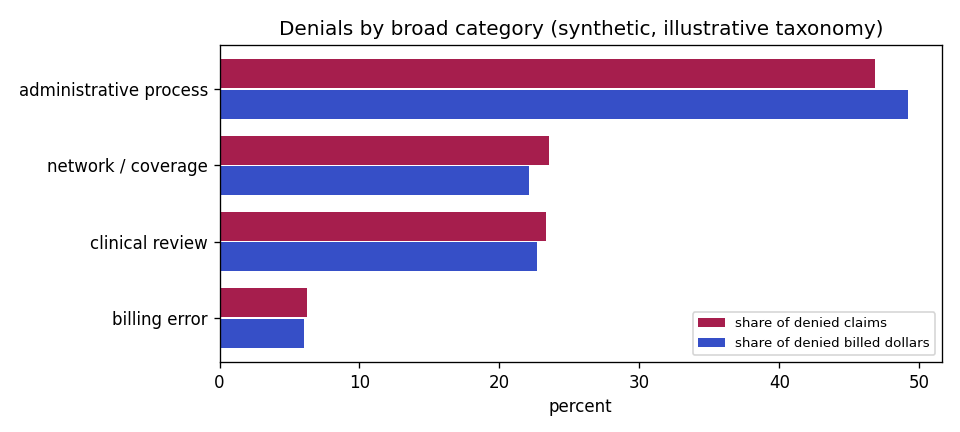 Denials by broad category (synthetic, illustrative taxonomy)
administrative process
network / coverage
clinical review
billing error
share of denied claims
share of denied billed dollars
0 10 20 30 40 50
percent